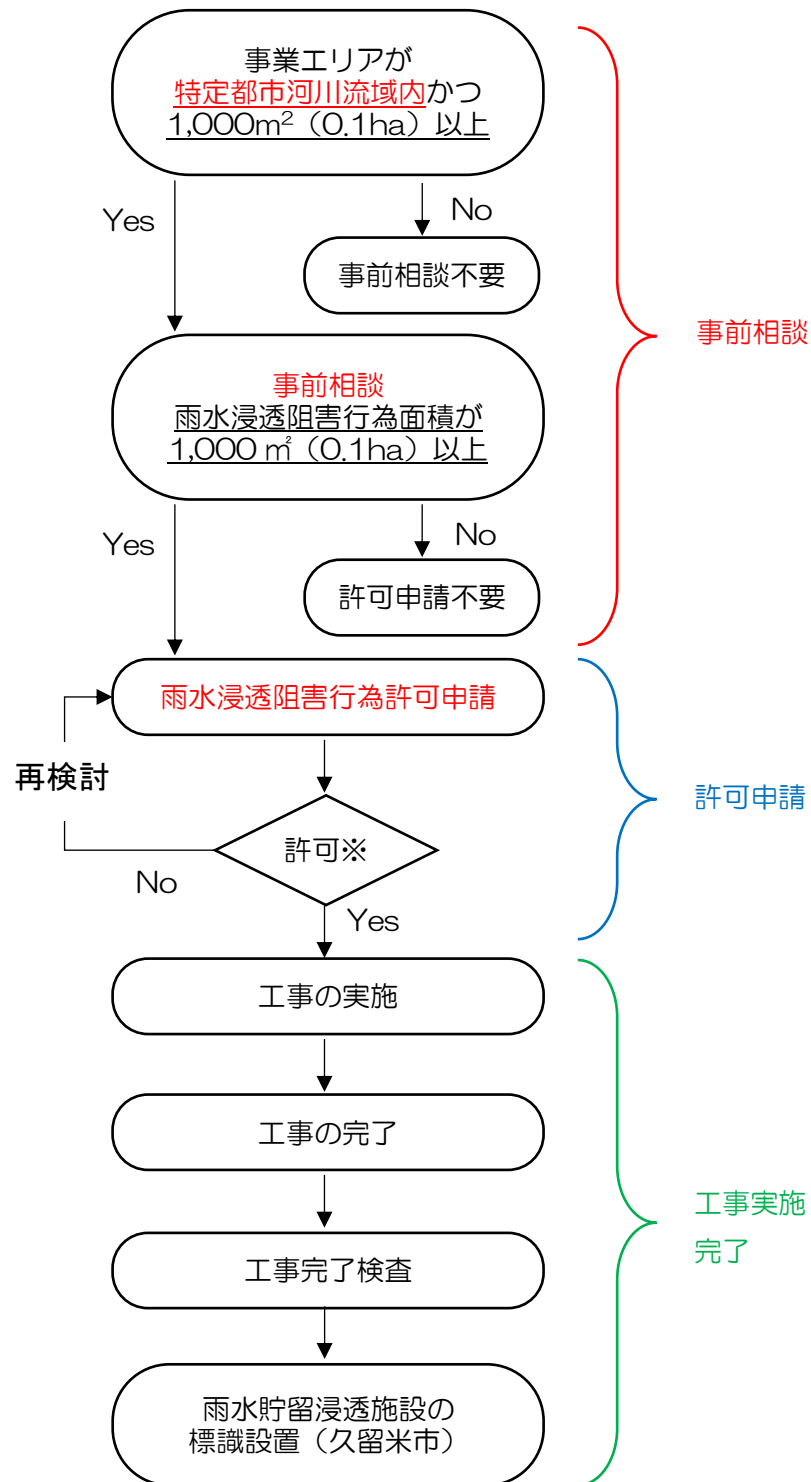 事業エリアが
特定都市河川流域内かつ
1,000m²（0.1ha）以上
Yes
No
事前相談不要
事前相談
事前相談
雨水浸透阻害行為面積が
1,000 ㎡（0.1ha）以上
Yes
No
許可申請不要
雨水浸透阻害行為許可申請
再検討
許可※
No
Yes
許可申請
工事の実施
工事の完了
工事完了検査
工事実施
完了
雨水貯留浸透施設の
標識設置（久留米市）